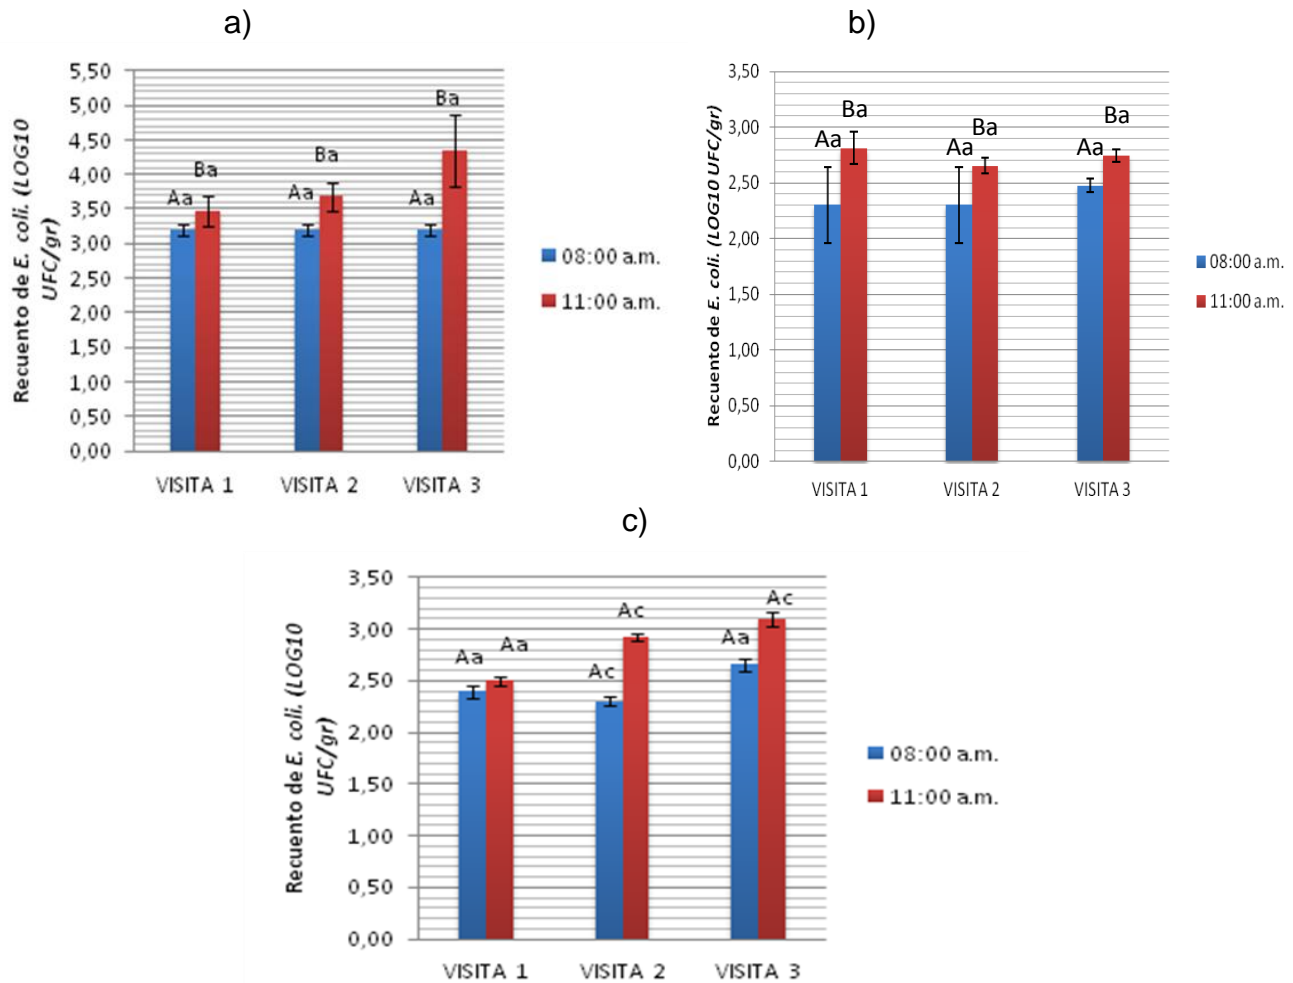 a)
5,50
5,00
4,50
4,00
3,50
3,00
2,50
2,00
1,50
1,00
0,50
0,00
Recuento de E. coli. (LOG10
UFC/gr)
Aa
Ba
Aa
Ba
Aa
Ba
VISITA 1
VISITA 2
VISITA 3
08:00 a.m.
11:00 a.m.
b)
3,50
3,00
2,50
2,00
1,50
1,00
0,50
0,00
Recuento de E. coli. (LOG10 UFC/gr)
Aa
Ba
Aa
Ba
Aa
Ba
VISITA 1
VISITA 2
VISITA 3
08:00 a.m.
11:00 a.m.
c)
3,50
3,00
2,50
2,00
1,50
1,00
0,50
0,00
Recuento de E. coli. (LOG10
UFC/gr)
Aa
Aa
Ac
Ac
Aa
Ac
VISITA 1
VISITA 2
VISITA 3
08:00 a.m.
11:00 a.m.